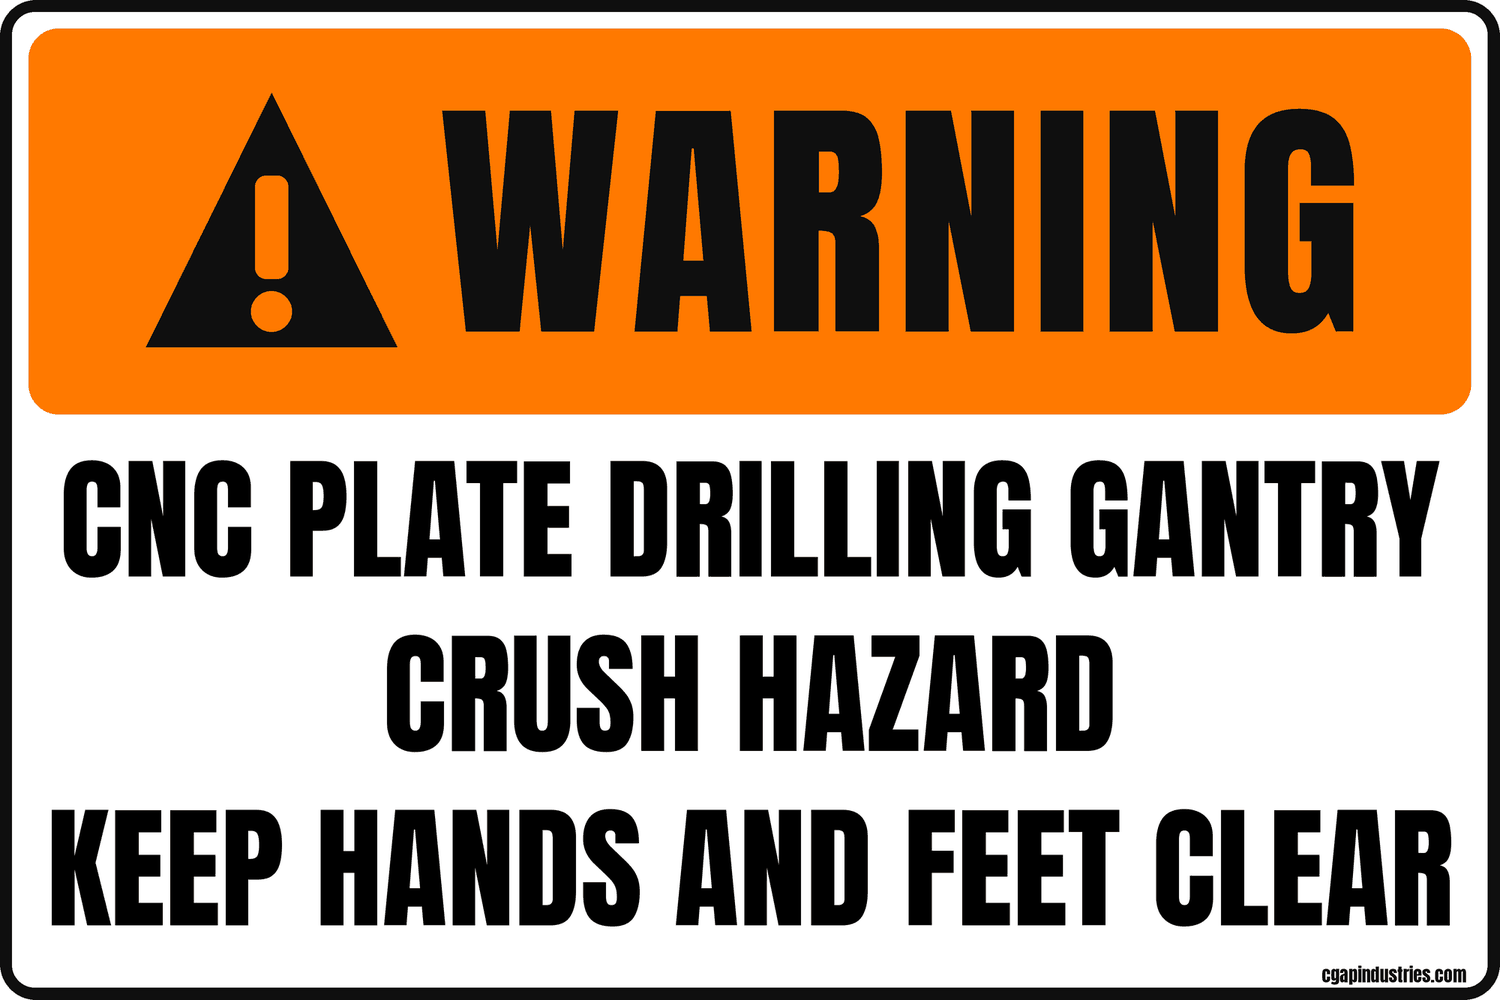 WARNING
CNC PLATE DRILLING GANTRY
CRUSH HAZARD
KEEP HANDS AND FEET CLEAR
cgapindustries.com